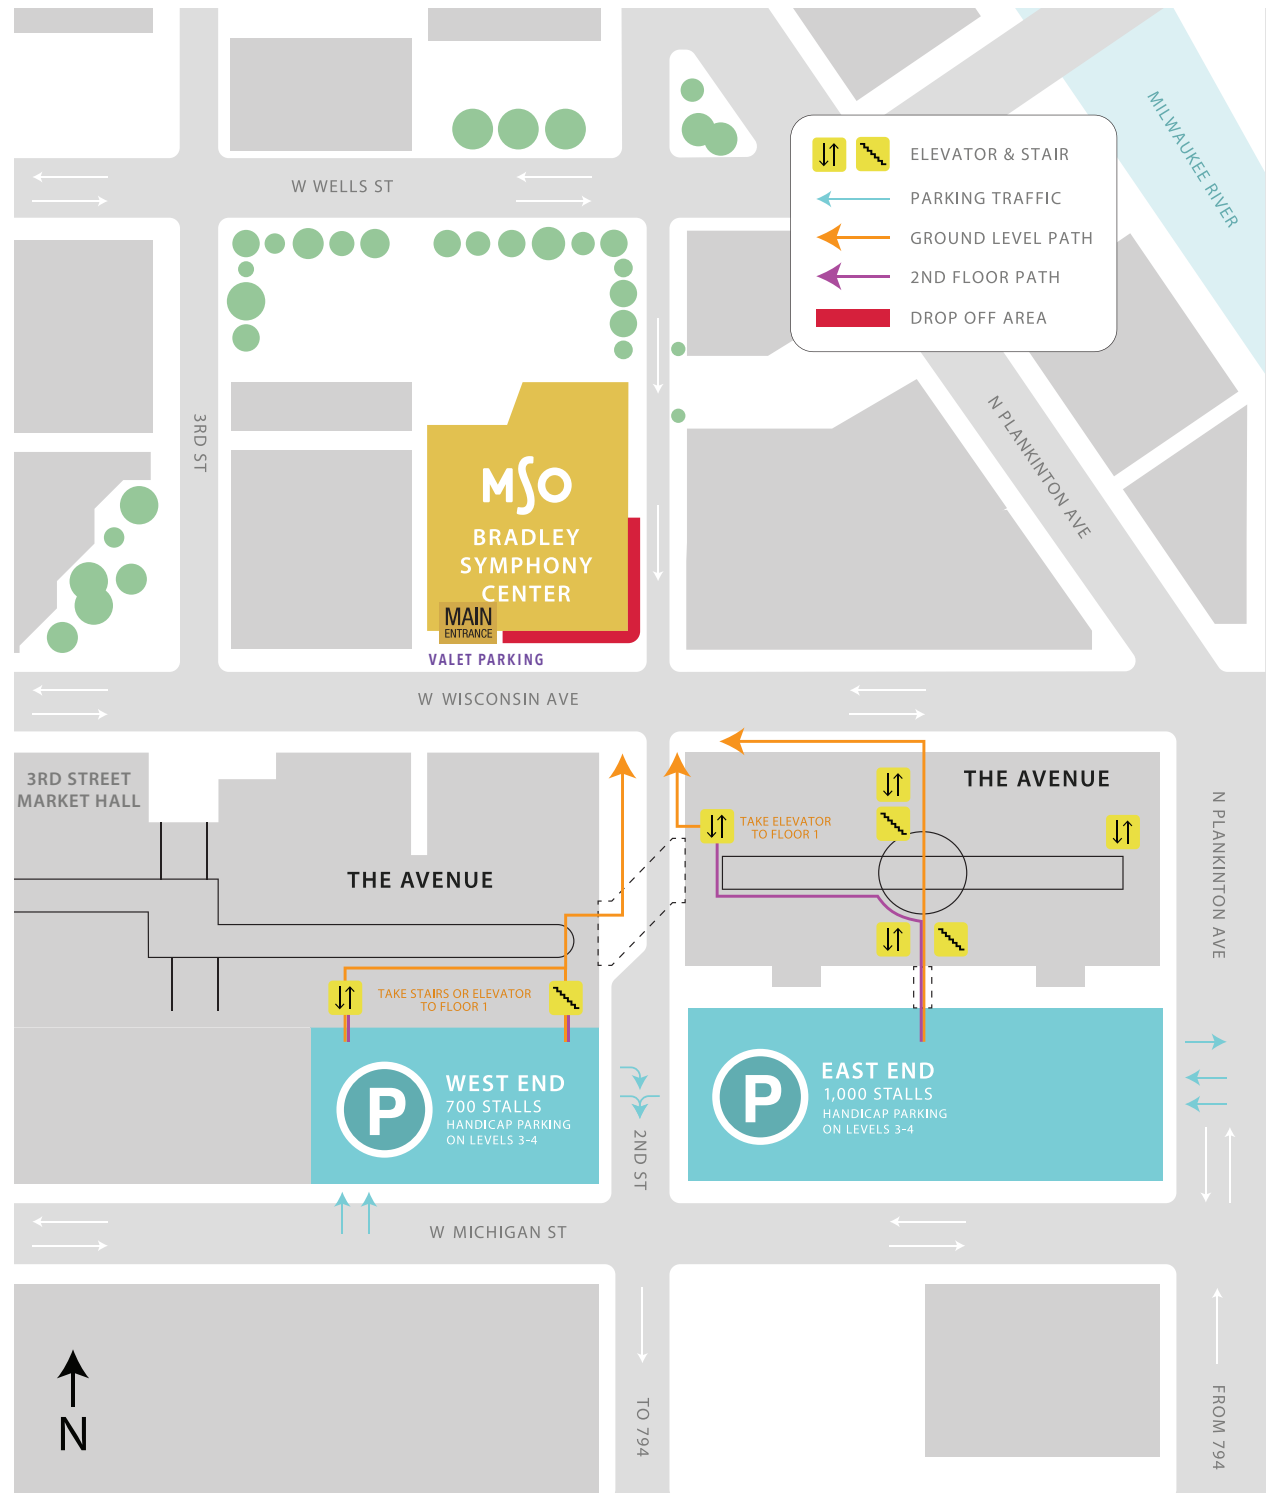 ELEVATOR & STAIR
PARKING TRAFFIC
GROUND LEVEL PATH
2ND FLOOR PATH
DROP OFF AREA
MILWAUKEE RIVER
W WELLS ST
3RD ST
N PLANKINTON AVE
MSO
BRADLEY
SYMPHONY
CENTER
MAIN
ENTRANCE
VALET PARKING
W WISCONSIN AVE
3RD STREET
MARKET HALL
THE AVENUE
TAKE ELEVATOR
TO FLOOR 1
THE AVENUE
N PLANKINTON AVE
TAKE STAIRS OR ELEVATOR
TO FLOOR 1
P
WEST END
700 STALLS
HANDICAP PARKING
ON LEVELS 3-4
P
EAST END
1,000 STALLS
HANDICAP PARKING
ON LEVELS 3-4
2ND ST
W MICHIGAN ST
N
TO 794
FROM 794